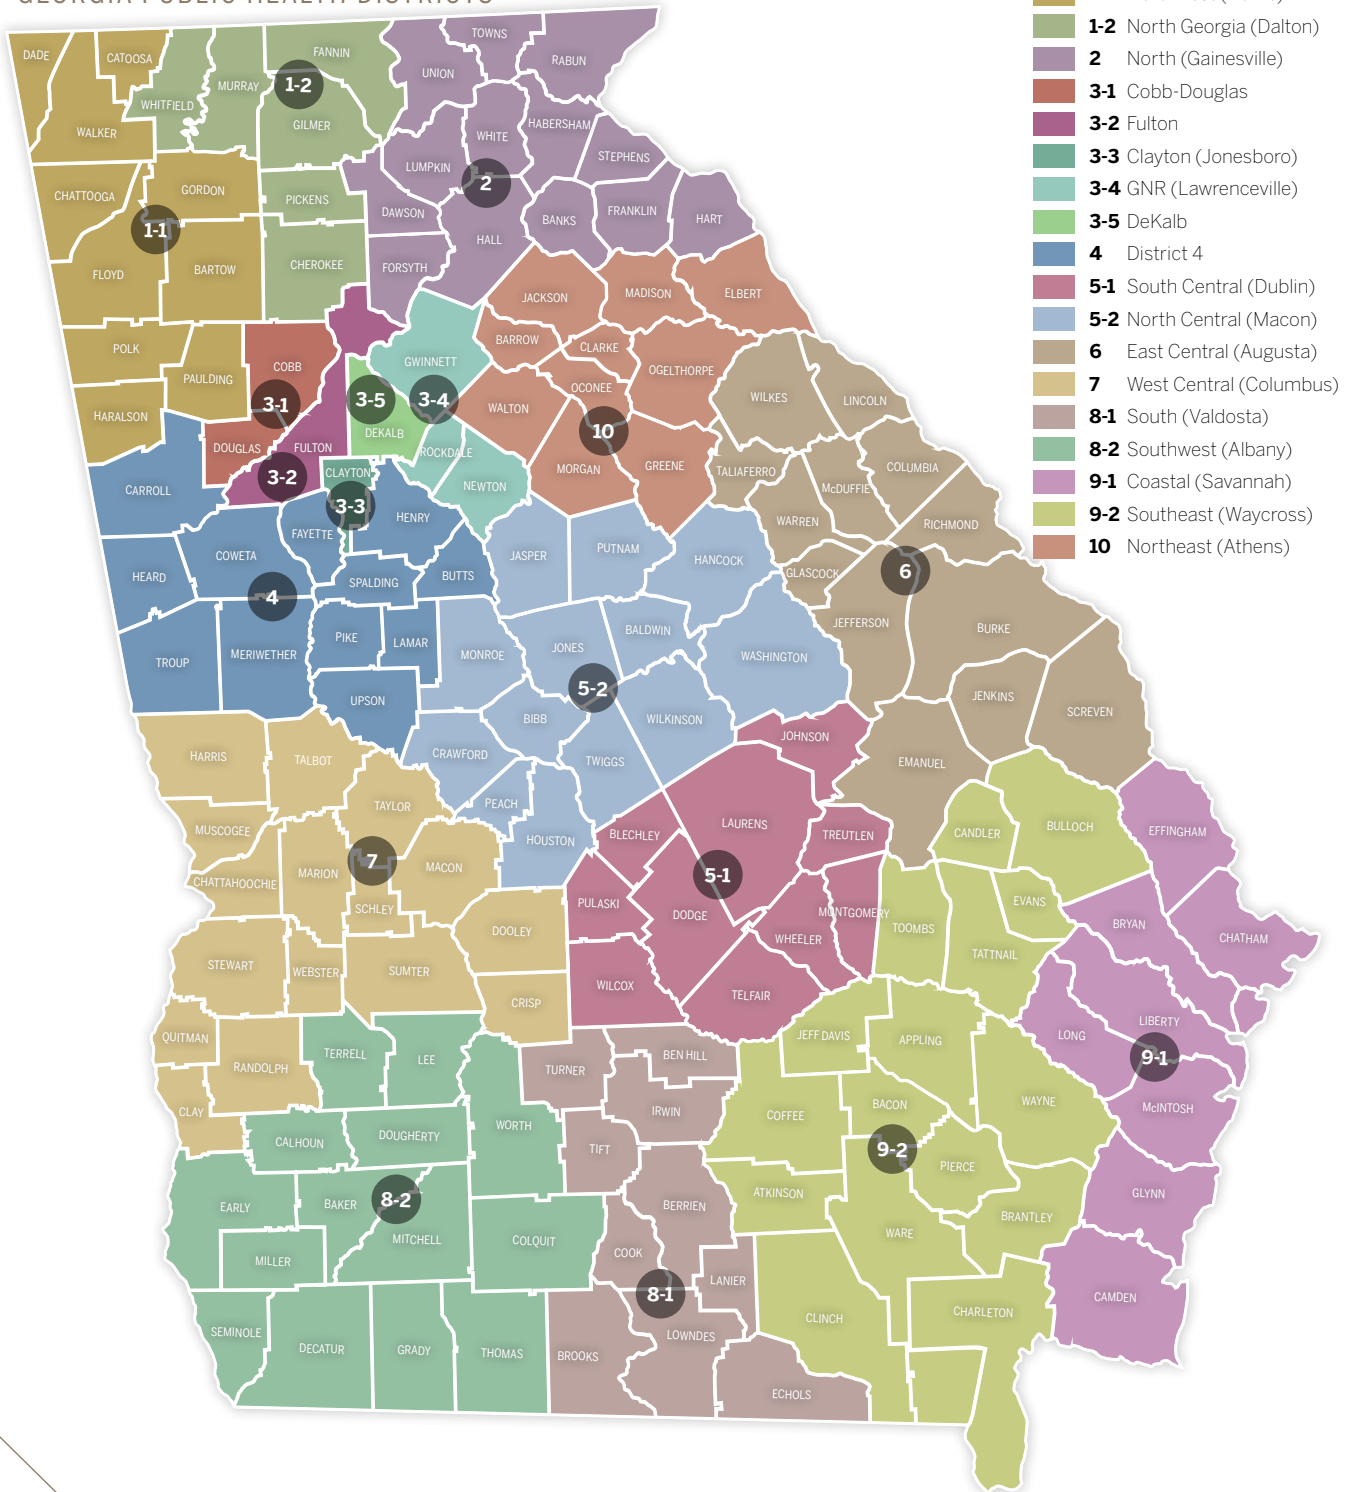 GEORGIA PUBLIC HEALTH DISTRICTS
1-2 North Georgia (Dalton)
2 North (Gainesville)
3-1 Cobb-Douglas
3-2 Fulton
3-3 Clayton (Jonesboro)
3-4 GNR (Lawrenceville)
3-5 DeKalb
4 District 4
5-1 South Central (Dublin)
5-2 North Central (Macon)
6 East Central (Augusta)
7 West Central (Columbus)
8-1 South (Valdosta)
8-2 Southwest (Albany)
9-1 Coastal (Savannah)
9-2 Southeast (Waycross)
10 Northeast (Athens)
DADE
CATOOSA
WHITFIELD
MURRAY
FANNIN
1-2
GILMER
UNION
TOWNS
RABUN
WALKER
LUMPKIN
WHITE
HABERSHAM
STEPHENS
2
CHATTOOGA
GORDON
PICKENS
DAWSON
HALL
BANKS
FRANKLIN
HART
1-1
FLOYD
BARTOW
CHEROKEE
FORSYTH
JACKSON
MADISON
ELBERT
POLK
PAULDING
COBB
GWINNETT
BARROW
CLARKE
OGELTHORPE
HARALSON
3-1
3-5
3-4
WALTON
OCONEE
WILKES
LINCOLN
DOUGLAS
FULTON
DEKALB
ROCKDALE
10
MORGAN
GREENE
TALIAFERRO
McDUFFIE
COLUMBIA
CARROLL
3-2
CLAYTON
3-3
NEWTON
HENRY
WARREN
RICHMOND
FAYETTE
COWETA
HEARD
SPALDING
BUTTS
JASPER
PUTNAM
HANCOCK
GLASCOCK
6
4
JEFFERSON
BURKE
TROUP
MERIWETHER
PIKE
LAMAR
MONROE
JONES
BALDWIN
WASHINGTON
JENKINS
SCREVEN
UPSON
5-2
BIBB
WILKINSON
JOHNSON
EMANUEL
HARRIS
TALBOT
CRAWFORD
TWIGGS
TAYLOR
PEACH
HOUSTON
BLECHLEY
LAURENS
TREUTLEN
CANDLER
BULLOCH
EFFINGHAM
MUSCOGEE
7
MARION
MACON
5-1
CHATTAHOOCHIE
SCHLEY
PULASKI
DODGE
MONTGOMERY
WHEELER
TOOMBS
EVANS
TATTNAIL
BRYAN
CHATHAM
STEWART
WEBSTER
SUMTER
DOOLEY
CRISP
WILCOX
TELFAIR
QUITMAN
RANDOLPH
TERRELL
LEE
TURNER
BEN HILL
JEFF DAVIS
APPLING
LONG
LIBERTY
9-1
CLAY
CALHOUN
DOUGHERTY
WORTH
TIFT
IRWIN
COFFEE
BACON
WAYNE
McINTOSH
9-2
PIERCE
EARLY
BAKER
8-2
MITCHELL
COLQUIT
BERRIEN
ATKINSON
WARE
BRANTLEY
GLYNN
MILLER
COOK
LANIER
8-1
SEMINOLE
DECATUR
GRADY
THOMAS
BROOKS
LOWNDES
ECHOLS
CLINCH
CHARLETON
CAMDEN